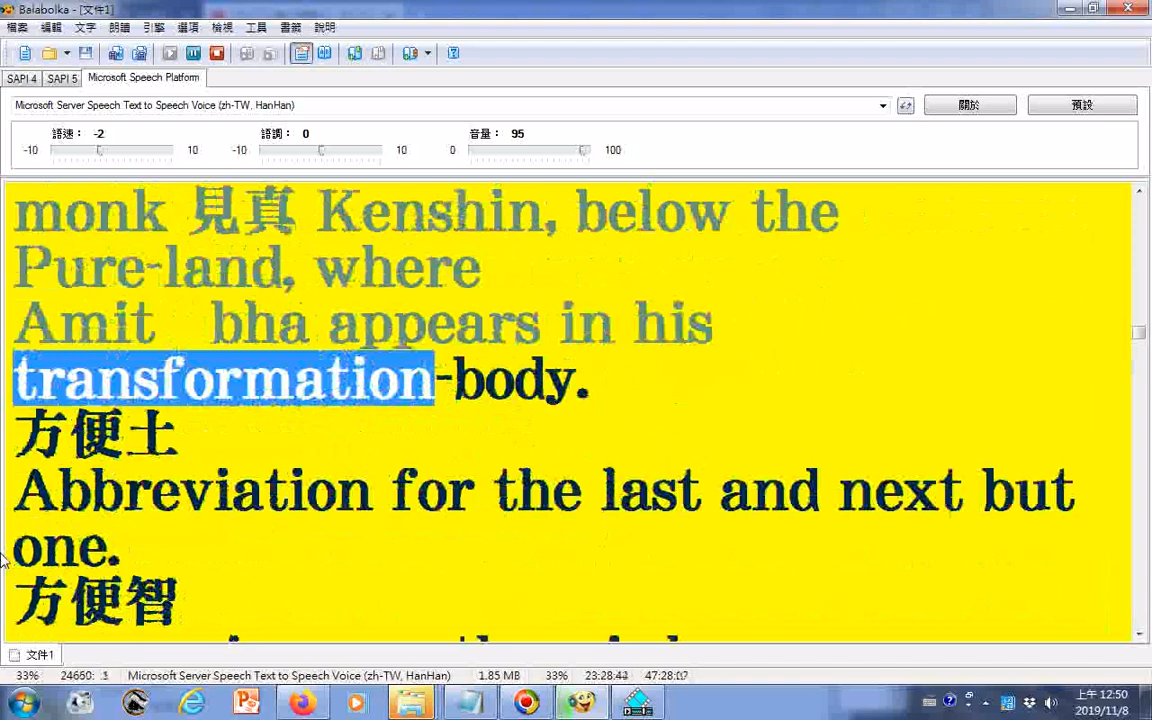 Balabolka - [文件1]
檔案 編輯 文字 朗讀 引擎 選項 檢視 工具 書籤 說明
SAPI 4 SAPI 5 Microsoft Speech Platform
Microsoft Server Speech Text to Speech Voice (zh-TW, HanHan) 關於 預設
語速： -2 語調： 0 音量： 95
-10 10 -10 10 0 100
monk 見真 Kenshin, below the
Pure-land, where
Amit bha appears in his
transformation-body.
方便土
Abbreviation for the last and next but
one.
方便智
文件1
33% 24660: 1 Microsoft Server Speech Text to Speech Voice (zh-TW, HanHan) 1.85 MB 33% 23:28:44 47:28:07
上午 12:50
2019/11/8